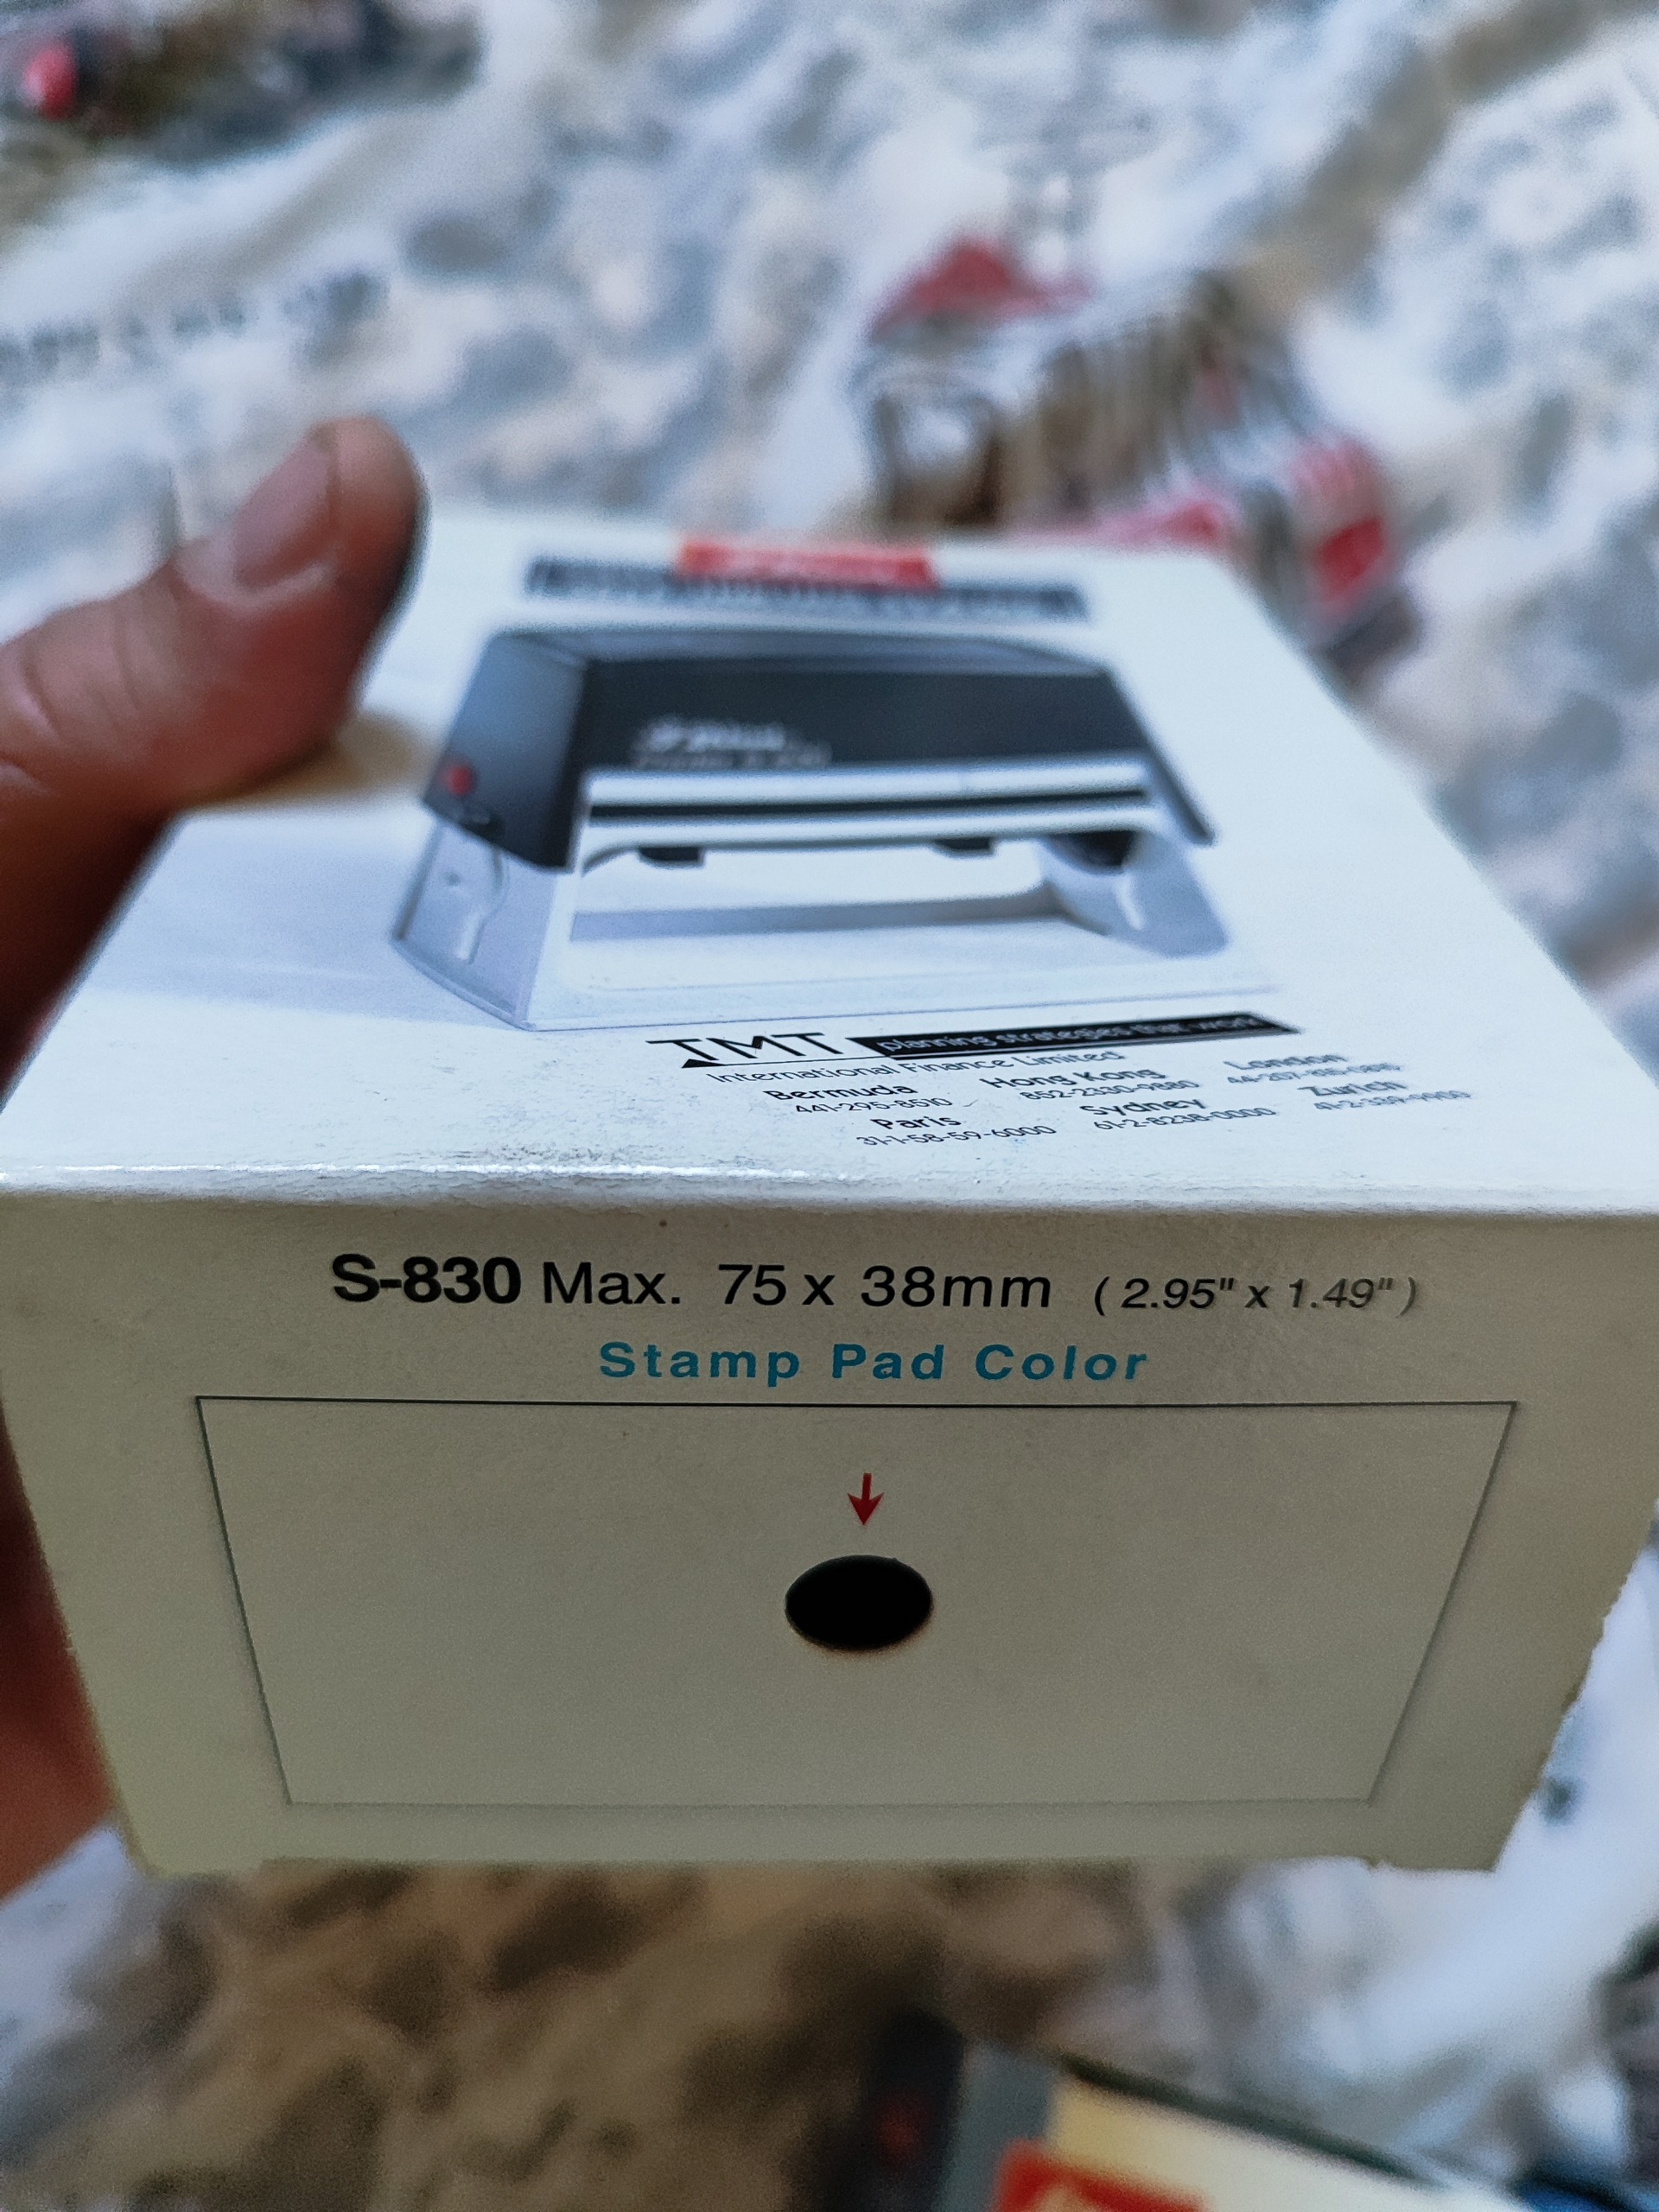 TMT planning strategies that work
International Finance Limited
Bermuda Hong Kong London
441-295-8510 852-2330-9880
Paris Sydney Zurich
31-1-58-59-6000 61-2-8238-0000
S-830 Max. 75 x 38mm (2.95" x 1.49")
Stamp Pad Color